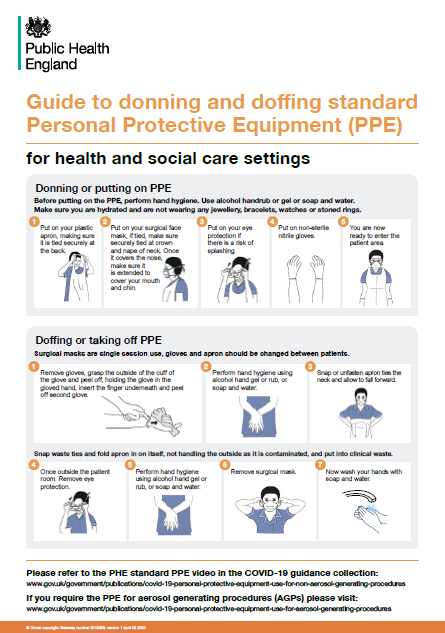 Public Health
England
Guide to donning and doffing standard
Personal Protective Equipment (PPE)
for health and social care settings
Donning or putting on PPE
Before putting on the PPE, perform hand hygiene. Use alcohol handrub or gel or soap and water.
Make sure you are hydrated and are not wearing any jewellery, bracelets, watches or stoned rings.
1
Put on your plastic
apron, making sure
it is tied securely at
the back.
2
Put on your surgical face
mask, if tied, make sure
securely tied at crown
and nape of neck. Once
it covers the nose,
make sure it
is extended to
cover your mouth
and chin.
3
Put on your eye
protection if
there is a risk of
splashing.
4
Put on non-sterile
nitrile gloves.
5
You are now
ready to enter the
patient area.
Doffing or taking off PPE
Surgical masks are single session use, gloves and apron should be changed between patients.
1
Remove gloves, grasp the outside of the cuff of
the glove and peel off, holding the glove in the
gloved hand, insert the finger underneath and peel
off second glove.
2
Perform hand hygiene using
alcohol hand gel or rub, or
soap and water.
3
Snap or unfasten apron ties the
neck and allow to fall forward.
Snap waste ties and fold apron in on itself, not handling the outside as it is contaminated, and put into clinical waste.
4
Once outside the patient
room. Remove eye
protection.
5
Perform hand hygiene
using alcohol hand gel or
rub, or soap and water.
6
Remove surgical mask.
7
Now wash your hands with
soap and water.
Please refer to the PHE standard PPE video in the COVID-19 guidance collection:
www.gov.uk/government/publications/covid-19-personal-protective-equipment-use-for-non-aerosol-generating-procedures
If you require the PPE for aerosol generating procedures (AGPs) please visit:
www.gov.uk/government/publications/covid-19-personal-protective-equipment-use-for-aerosol-generating-procedures
© Crown copyright. Gateway number